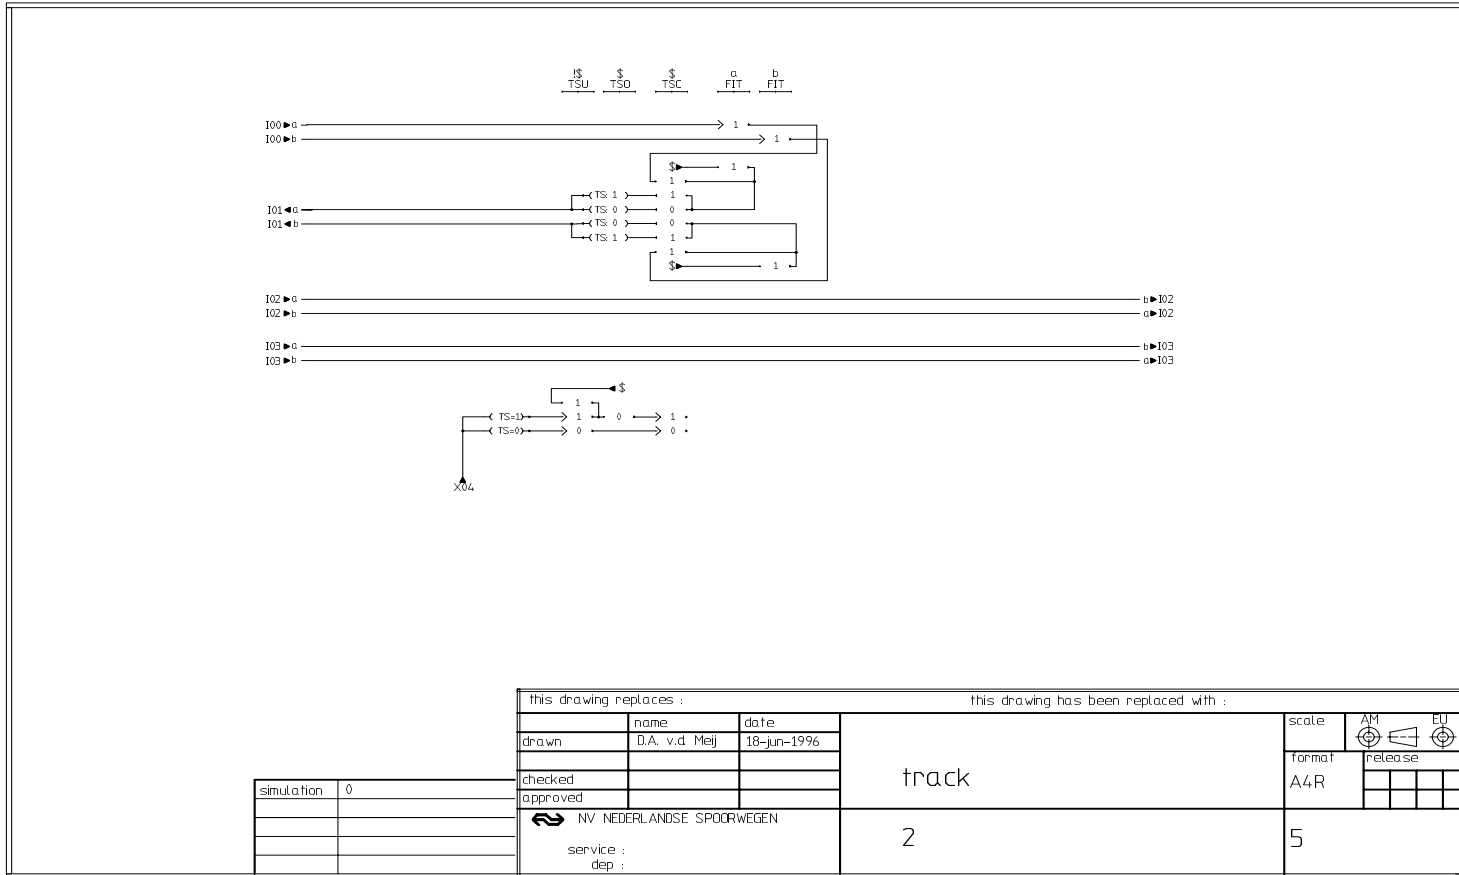 !$ $ $ a b
TSU TSO TSC FIT FIT
I00 a 1
I00 b 1
$ 1
1
TS: 1 1
I01 a TS: 0 0
I01 b TS: 0 0
TS: 1 1
1
$ 1
I02 a b I02
I02 b a I02
I03 a b I03
I03 b a I03
$
1
TS=1 1 0 1
TS=0 0 0
X04
this drawing replaces : this drawing has been replaced with :
name date scale AM EU
drawn D.A. v.d. Meij 18-jun-1996
format release
checked track A4R
approved
simulation 0
NV NEDERLANDSE SPOORWEGEN
2 5
service :
dep :